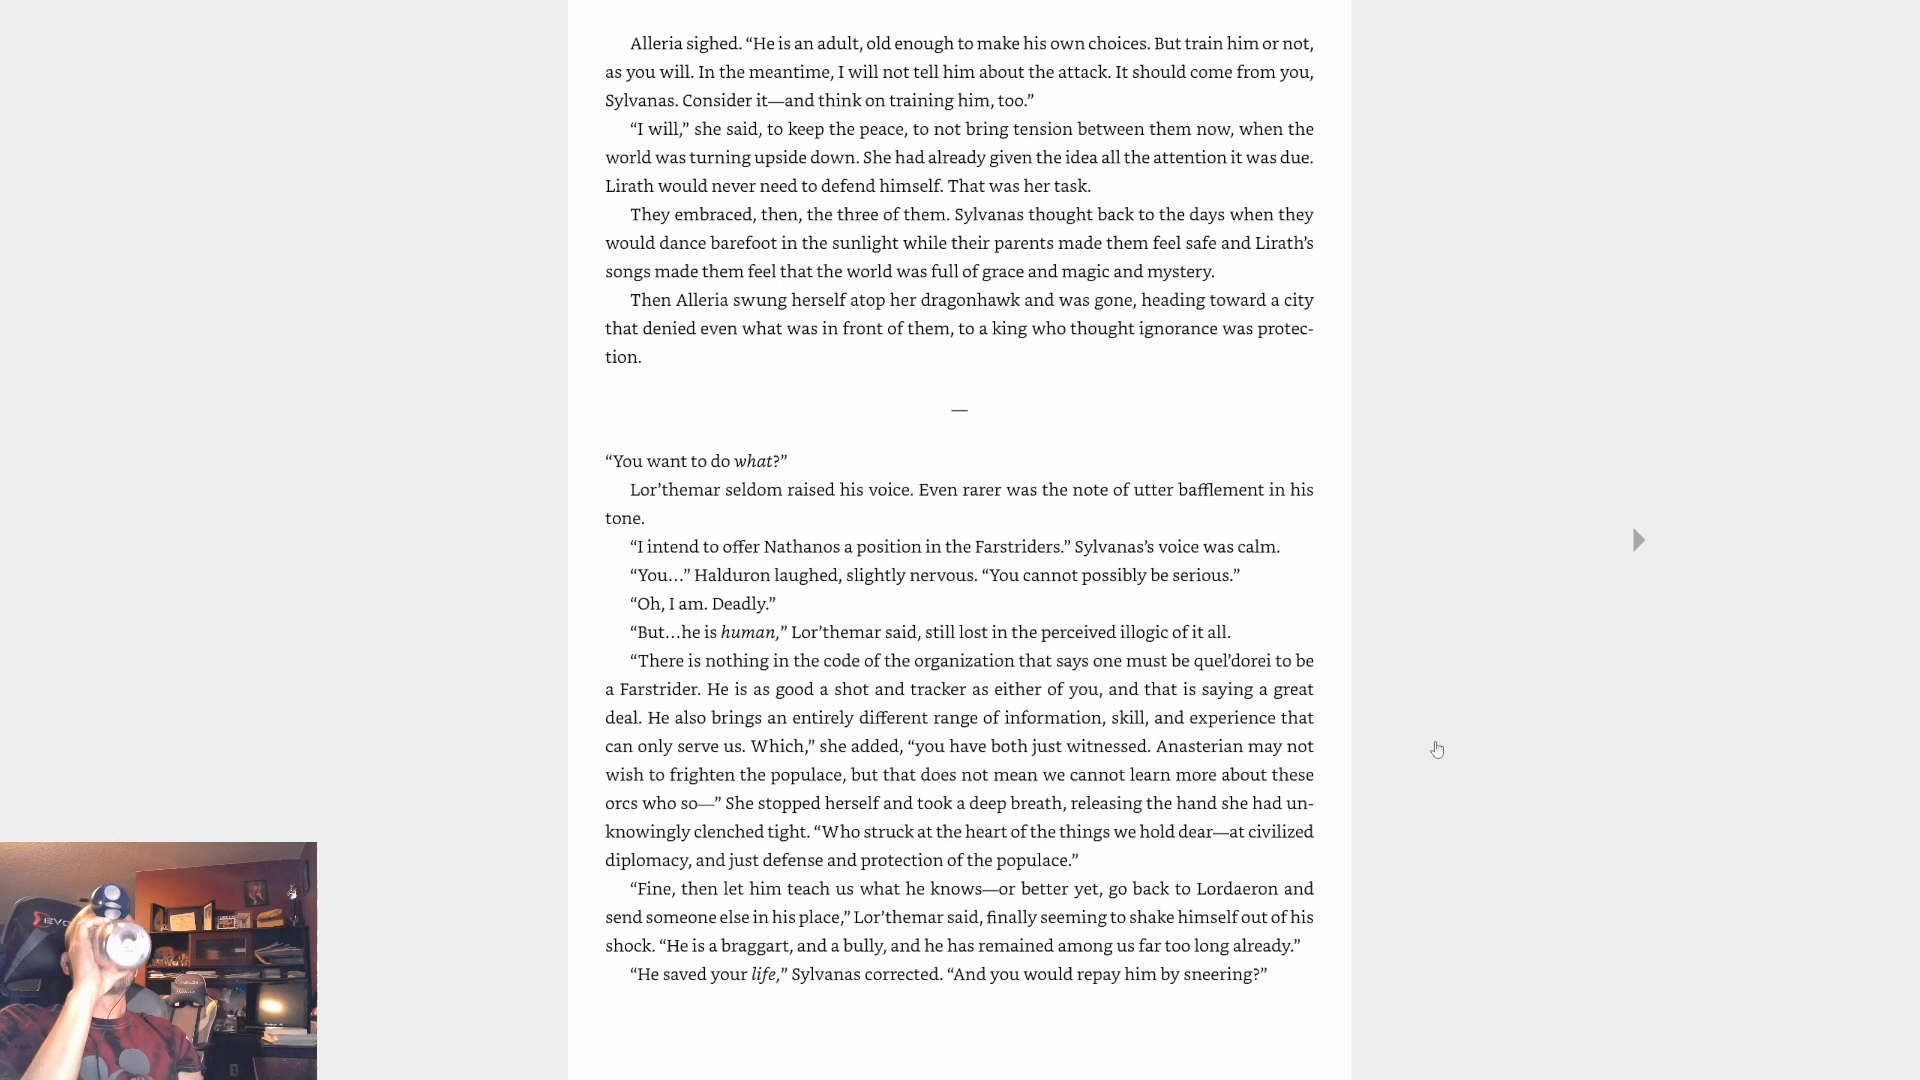 Alleria sighed. “He is an adult, old enough to make his own choices. But train him or not,
as you will. In the meantime, I will not tell him about the attack. It should come from you,
Sylvanas. Consider it—and think on training him, too.”
“I will,” she said, to keep the peace, to not bring tension between them now, when the
world was turning upside down. She had already given the idea all the attention it was due.
Lirath would never need to defend himself. That was her task.
They embraced, then, the three of them. Sylvanas thought back to the days when they
would dance barefoot in the sunlight while their parents made them feel safe and Lirath’s
songs made them feel that the world was full of grace and magic and mystery.
Then Alleria swung herself atop her dragonhawk and was gone, heading toward a city
that denied even what was in front of them, to a king who thought ignorance was protec-
tion.
—
“You want to do what?”
Lor’themar seldom raised his voice. Even rarer was the note of utter bafflement in his
tone.
“I intend to offer Nathanos a position in the Farstriders.” Sylvanas’s voice was calm.
“You…” Halduron laughed, slightly nervous. “You cannot possibly be serious.”
“Oh, I am. Deadly.”
“But…he is human,” Lor’themar said, still lost in the perceived illogic of it all.
“There is nothing in the code of the organization that says one must be quel’dorei to be
a Farstrider. He is as good a shot and tracker as either of you, and that is saying a great
deal. He also brings an entirely different range of information, skill, and experience that
can only serve us. Which,” she added, “you have both just witnessed. Anasterian may not
wish to frighten the populace, but that does not mean we cannot learn more about these
orcs who so—” She stopped herself and took a deep breath, releasing the hand she had un-
knowingly clenched tight. “Who struck at the heart of the things we hold dear—at civilized
diplomacy, and just defense and protection of the populace.”
“Fine, then let him teach us what he knows—or better yet, go back to Lordaeron and
send someone else in his place,” Lor’themar said, finally seeming to shake himself out of his
shock. “He is a braggart, and a bully, and he has remained among us far too long already.”
“He saved your life,” Sylvanas corrected. “And you would repay him by sneering?”